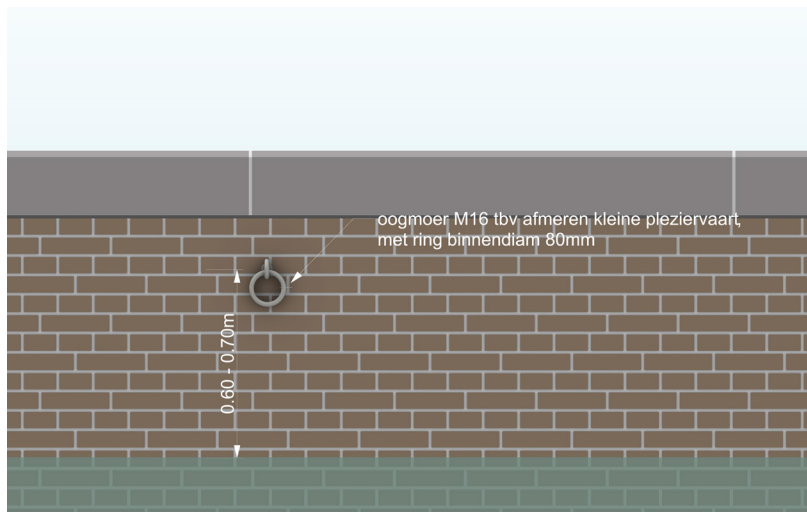 oogmoer M16 tbv afmeren kleine pleziervaart,
met ring binnendiam 80mm
0.60 - 0.70m